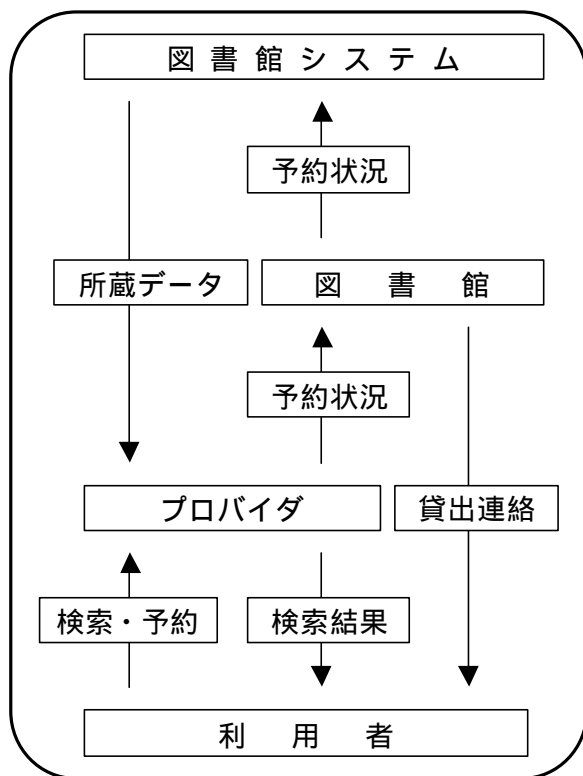 図書館システム
予約状況
所蔵データ
図書館
予約状況
プロバイダ
貸出連絡
検索・予約
検索結果
利用者